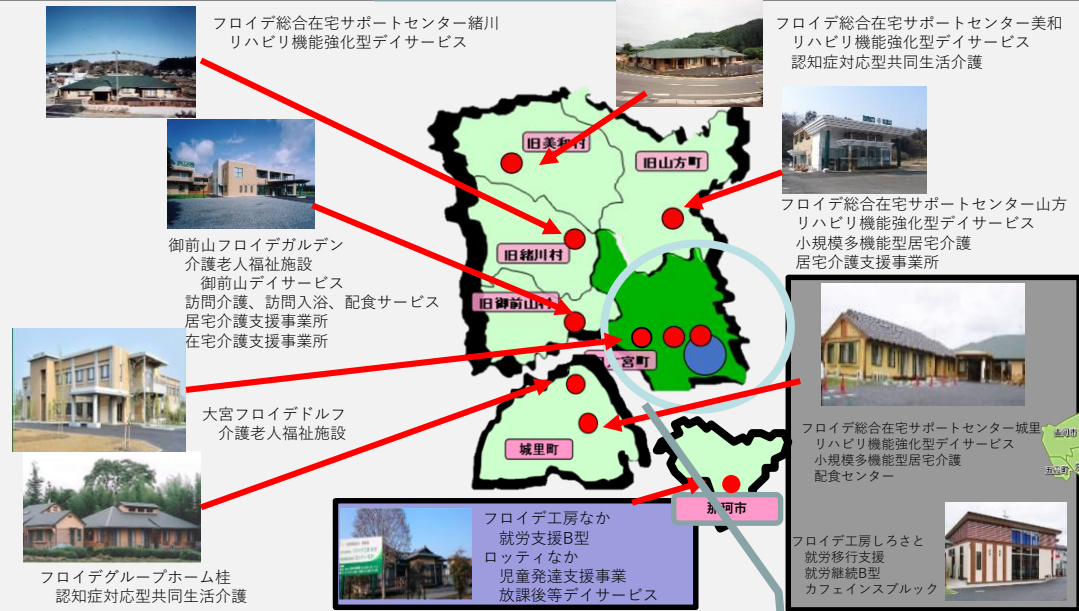 フロイデ総合在宅サポートセンター緒川
リハビリ機能強化型デイサービス
フロイデ総合在宅サポートセンター美和
リハビリ機能強化型デイサービス
認知症対応型共同生活介護
旧美和村
旧山方町
フロイデ総合在宅サポートセンター山方
リハビリ機能強化型デイサービス
小規模多機能型居宅介護
居宅介護支援事業所
御前山フロイデガルデン
介護老人福祉施設
御前山デイサービス
訪問介護、訪問入浴、配食サービス
居宅介護支援事業所
在宅介護支援事業所
旧緒川村
旧御前山村
大宮町
大宮フロイデドルフ
介護老人福祉施設
城里町
フロイデ総合在宅サポートセンター城里
リハビリ機能強化型デイサービス
小規模多機能型居宅介護
配食センター
那珂市
フロイデ工房なか
就労支援B型
ロッティなか
児童発達支援事業
放課後等デイサービス
フロイデ工房しろさと
就労移行支援
就労継続B型
カフェインスブルック
フロイデグループホーム桂
認知症対応型共同生活介護